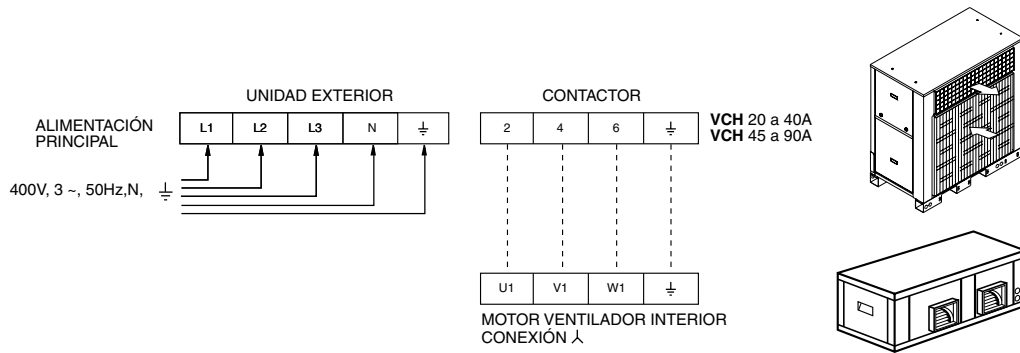 UNIDAD EXTERIOR
CONTACTOR
ALIMENTACIÓN
PRINCIPAL
L1 L2 L3 N ⏚
2 4 6 ⏚
VCH 20 a 40A
VCH 45 a 90A
400V, 3 ~, 50Hz,N, ⏚
U1 V1 W1 ⏚
MOTOR VENTILADOR INTERIOR
CONEXIÓN ⅄